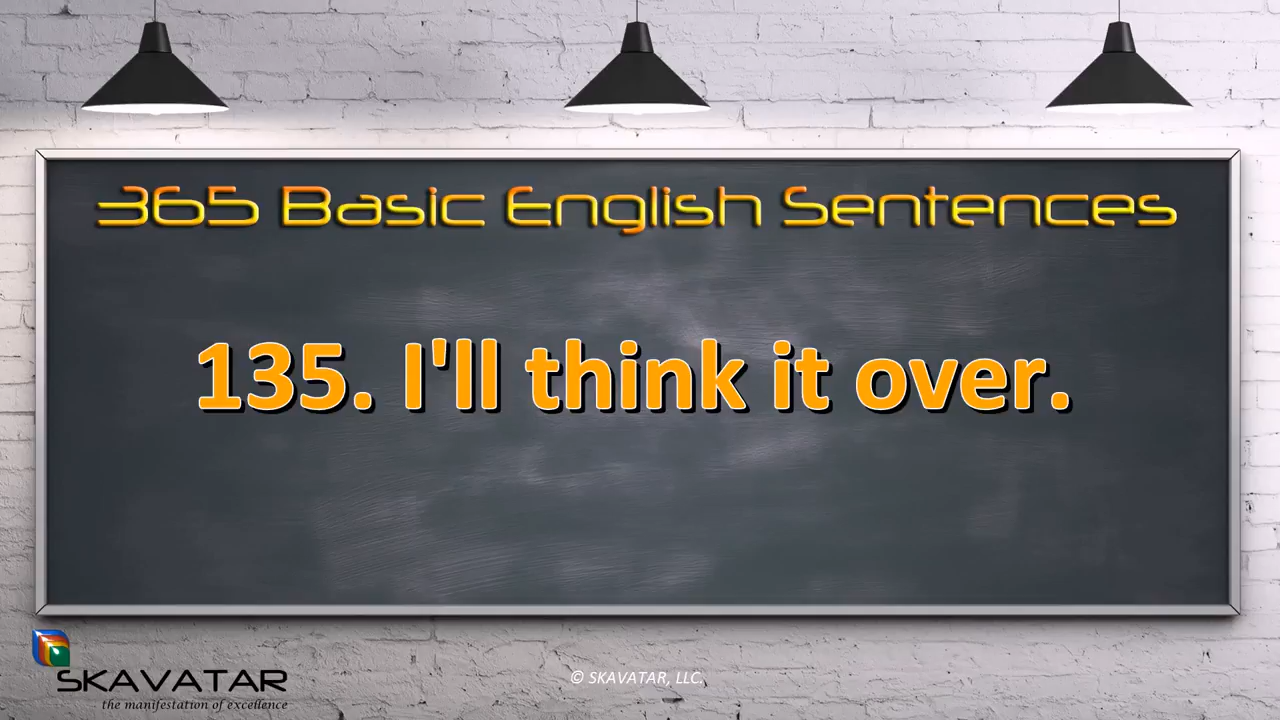 365 Basic English Sentences
135. I'll think it over.
SKAVATAR
the manifestation of excellence
© SKAVATAR, LLC.